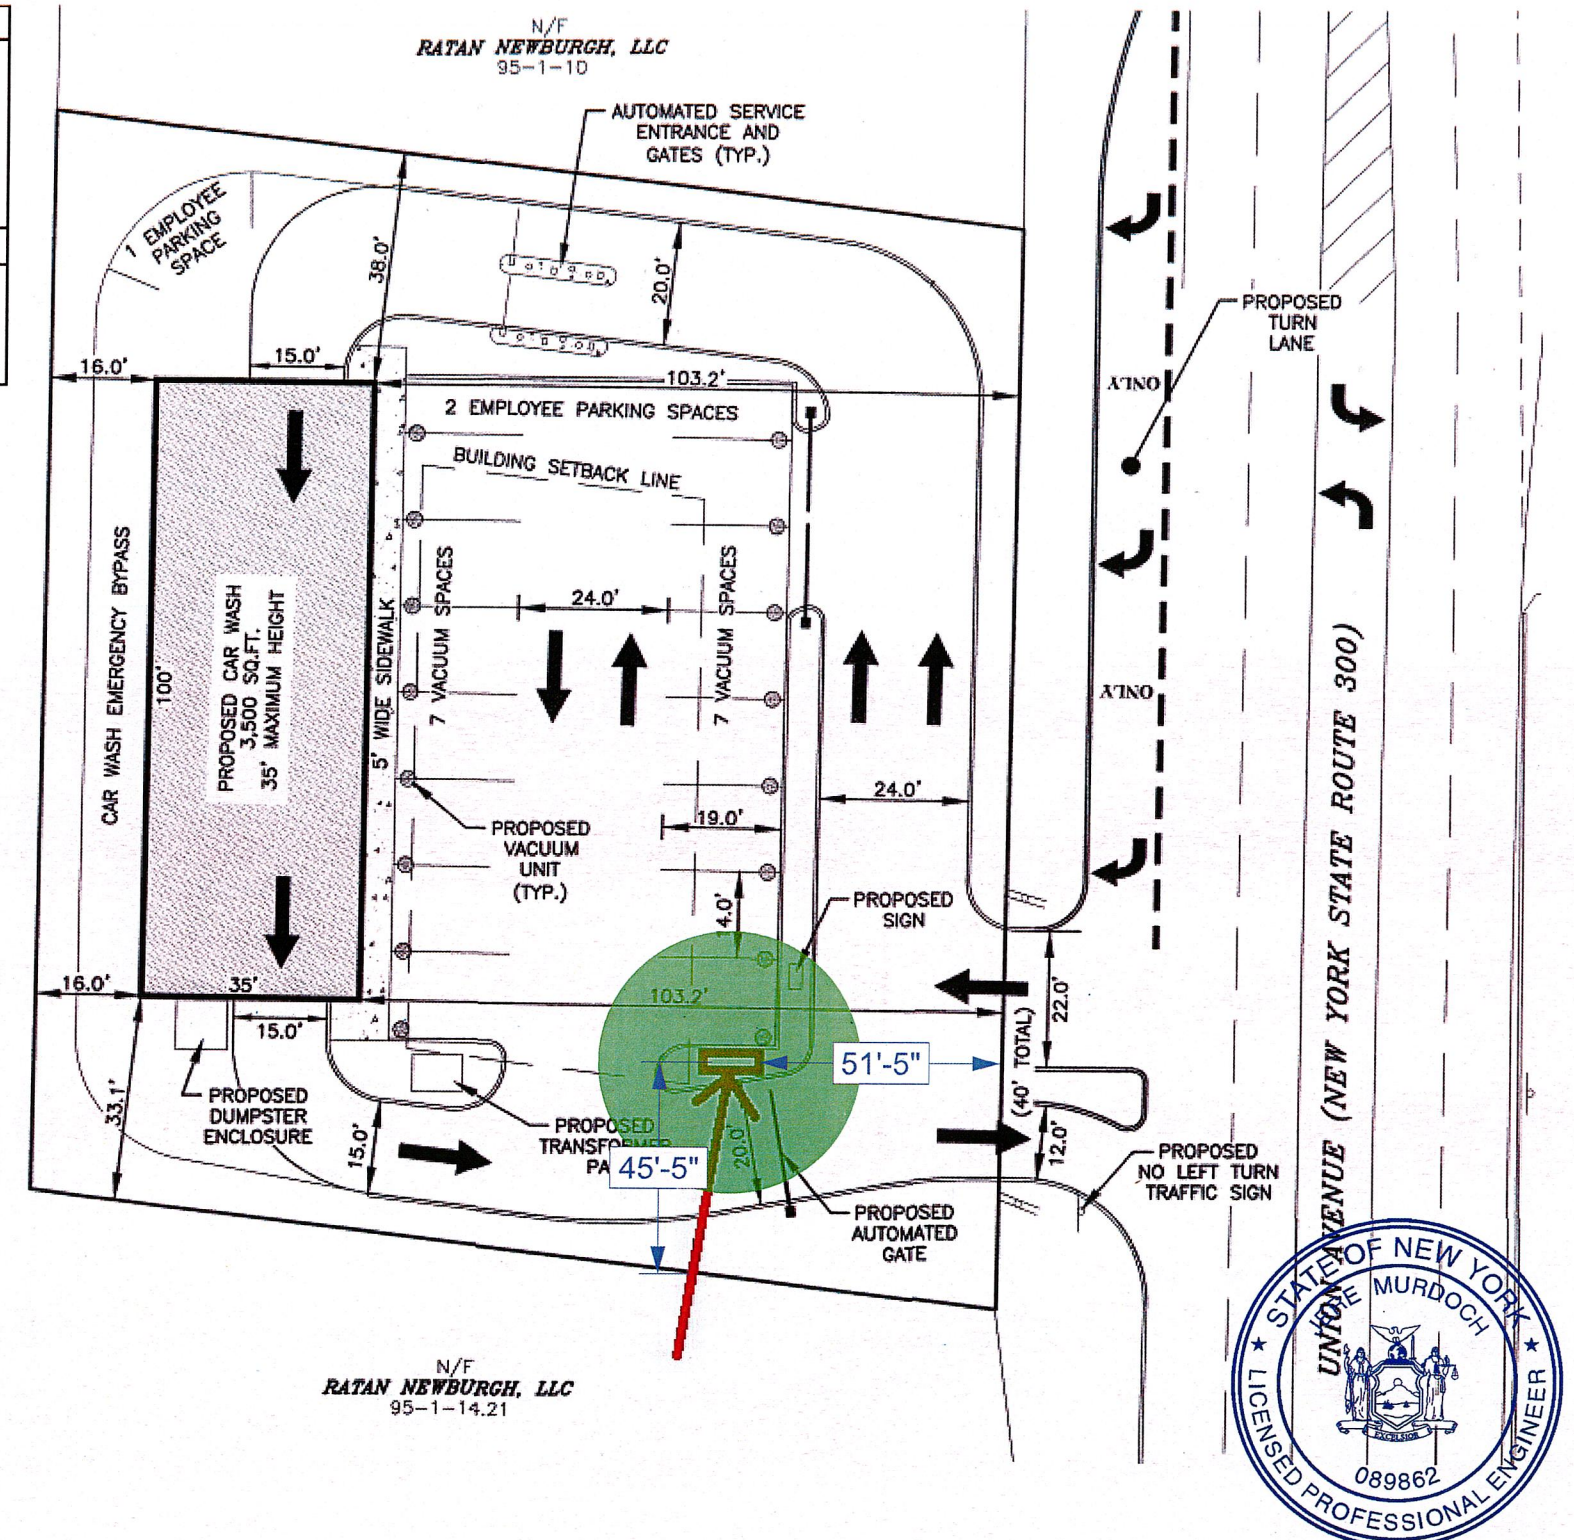 N/F
RATAN NEWBURGH, LLC
95-1-10
AUTOMATED SERVICE
ENTRANCE AND
GATES (TYP.)
1 EMPLOYEE
PARKING
SPACE
38.0'
20.0'
PROPOSED
TURN
LANE
16.0'
15.0'
103.2'
ONLY
2 EMPLOYEE PARKING SPACES
BUILDING SETBACK LINE
CAR WASH EMERGENCY BYPASS
100'
PROPOSED CAR WASH
3,500 SQ.FT.
35' MAXIMUM HEIGHT
5' WIDE SIDEWALK
7 VACUUM SPACES
24.0'
7 VACUUM SPACES
ONLY
UNION AVENUE (NEW YORK STATE ROUTE 300)
24.0'
19.0'
PROPOSED
VACUUM
UNIT
(TYP.)
PROPOSED
SIGN
16.0'
35'
103.2'
22.0'
15.0'
(40' TOTAL)
51'-5"
PROPOSED
DUMPSTER
ENCLOSURE
33.1'
15.0'
PROPOSED
TRANSFORMER
45'-5"
20.0'
12.0'
PROPOSED
NO LEFT TURN
TRAFFIC SIGN
PROPOSED
AUTOMATED
GATE
N/F
RATAN NEWBURGH, LLC
95-1-14.21
STATE OF NEW YORK
MURDOCH
EXCELSIOR
089862
LICENSED PROFESSIONAL ENGINEER